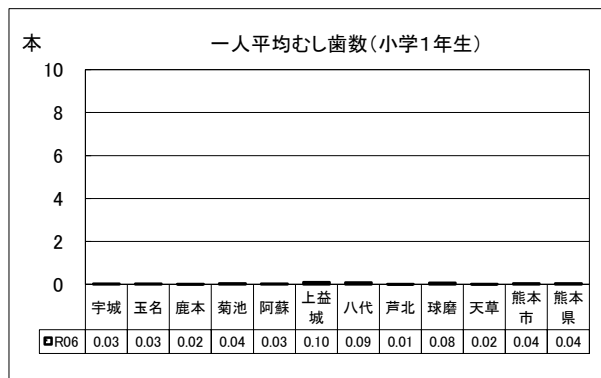 本
一人平均むし歯数(小学1年生)
10
8
6
4
2
0
宇城 玉名 鹿本 菊池 阿蘇 上益城 八代 芦北 球磨 天草 熊本市 熊本県
R06 0.03 0.03 0.02 0.04 0.03 0.10 0.09 0.01 0.08 0.02 0.04 0.04